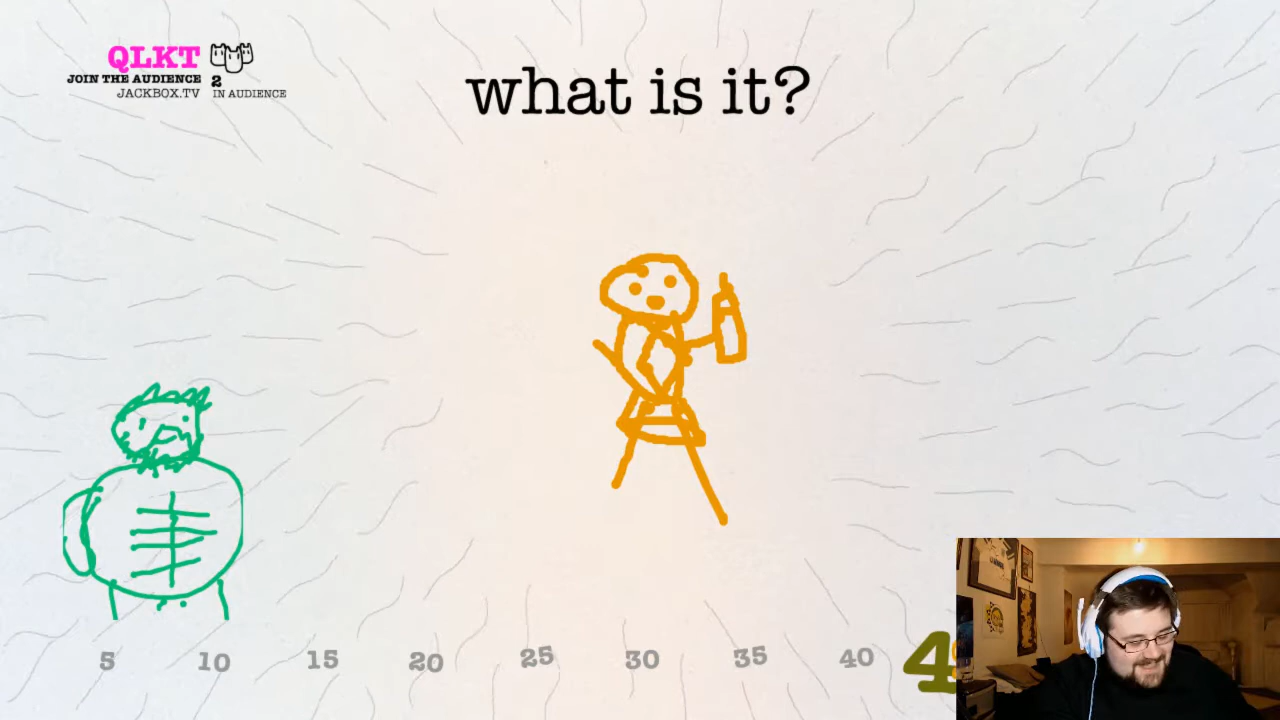 QLKT
JOIN THE AUDIENCE
JACKBOX.TV
2
IN AUDIENCE
what is it?
5 10 15 20 25 30 35 40